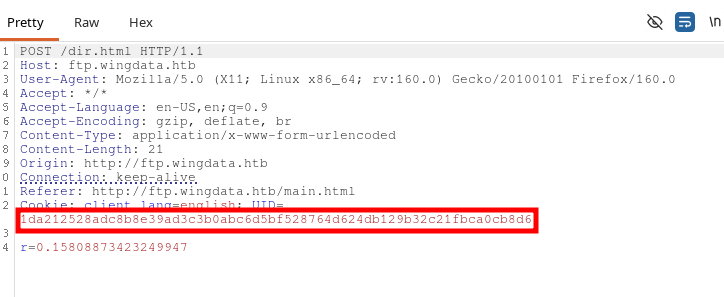 Pretty Raw Hex \n
1 POST /dir.html HTTP/1.1
2 Host: ftp.wingdata.htb
3 User-Agent: Mozilla/5.0 (X11; Linux x86_64; rv:160.0) Gecko/20100101 Firefox/160.0
4 Accept: */*
5 Accept-Language: en-US,en;q=0.9
6 Accept-Encoding: gzip, deflate, br
7 Content-Type: application/x-www-form-urlencoded
8 Content-Length: 21
9 Origin: http://ftp.wingdata.htb
0 Connection: keep-alive
1 Referer: http://ftp.wingdata.htb/main.html
2 Cookie: client_lang=english; UID=
1da212528adc8b8e39ad3c3b0abc6d5bf528764d624db129b32c21fbca0cb8d6
3
4 r=0.15808873423249947